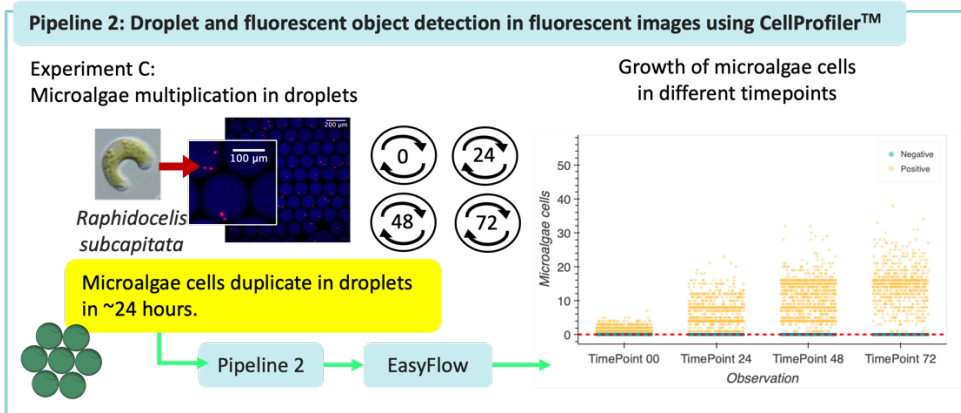 Pipeline 2: Droplet and fluorescent object detection in fluorescent images using CellProfiler™
Experiment C:
Microalgae multiplication in droplets
200 µm
100 µm
Raphidocelis
subcapitata
0
24
48
72
Microalgae cells duplicate in droplets
in ~24 hours.
Pipeline 2
EasyFlow
Growth of microalgae cells
in different timepoints
Negative
Positive
Microalgae cells
50
40
30
20
10
0
TimePoint 00
TimePoint 24
TimePoint 48
TimePoint 72
Observation